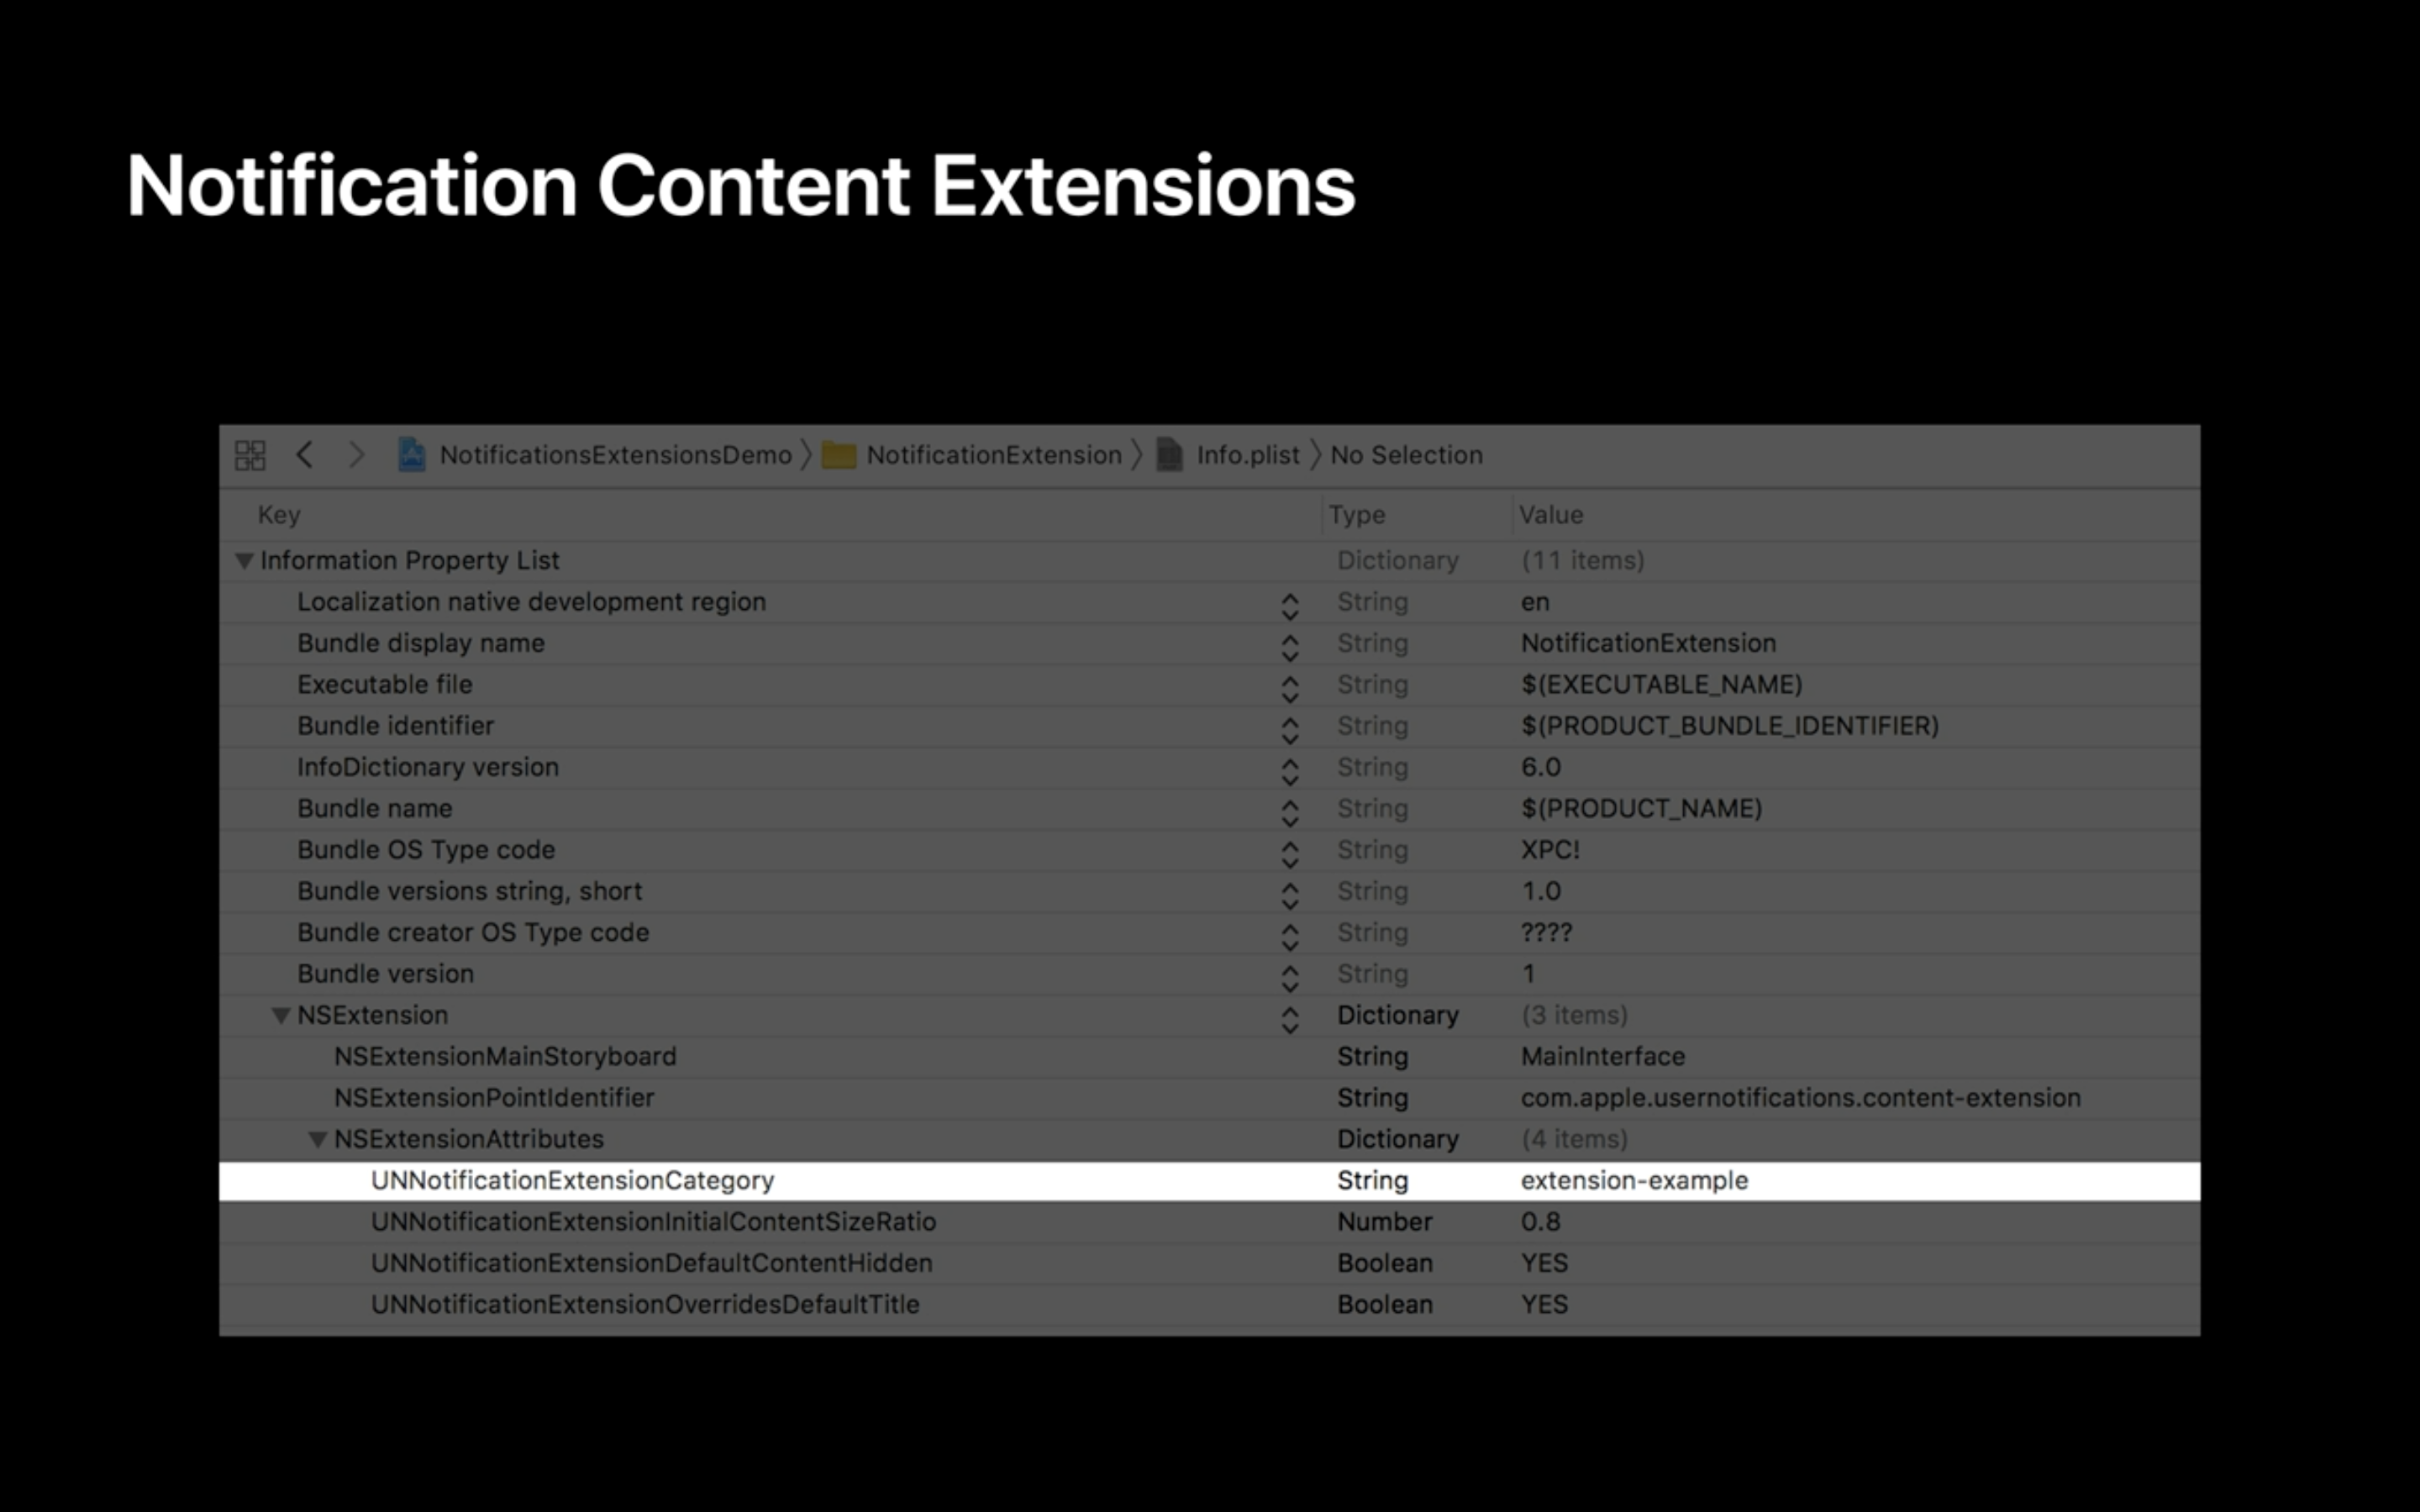 Notification Content Extensions
NotificationsExtensionsDemo NotificationExtension Info.plist No Selection
Key Type Value
Information Property List Dictionary (11 items)
Localization native development region String en
Bundle display name String NotificationExtension
Executable file String $(EXECUTABLE_NAME)
Bundle identifier String $(PRODUCT_BUNDLE_IDENTIFIER)
InfoDictionary version String 6.0
Bundle name String $(PRODUCT_NAME)
Bundle OS Type code String XPC!
Bundle versions string, short String 1.0
Bundle creator OS Type code String ????
Bundle version String 1
NSExtension Dictionary (3 items)
NSExtensionMainStoryboard String MainInterface
NSExtensionPointIdentifier String com.apple.usernotifications.content-extension
NSExtensionAttributes Dictionary (4 items)
UNNotificationExtensionCategory String extension-example
UNNotificationExtensionInitialContentSizeRatio Number 0.8
UNNotificationExtensionDefaultContentHidden Boolean YES
UNNotificationExtensionOverridesDefaultTitle Boolean YES